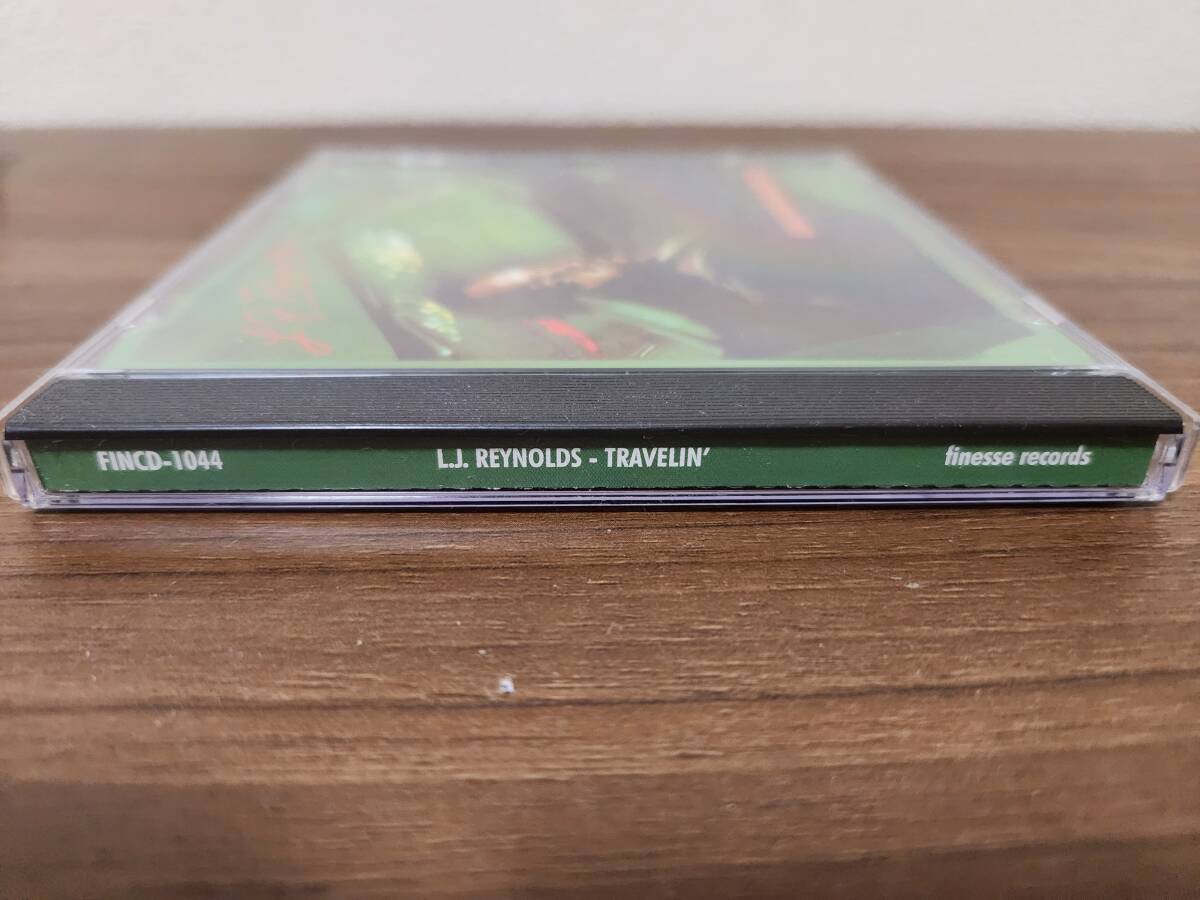 FINCD-1044 L.J. REYNOLDS - TRAVELIN’ finesse records